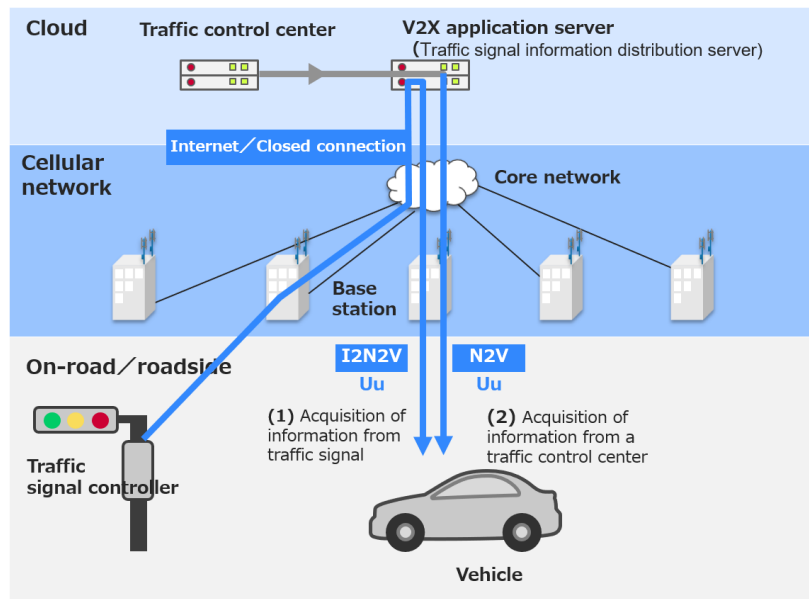 Cloud
Traffic control center
V2X application server
(Traffic signal information distribution server)
Internet／Closed connection
Cellular
network
Core network
Base
station
On-road／roadside
I2N2V
Uu
N2V
Uu
(1) Acquisition of
information from
traffic signal
(2) Acquisition of
information from a
traffic control center
Traffic
signal controller
Vehicle